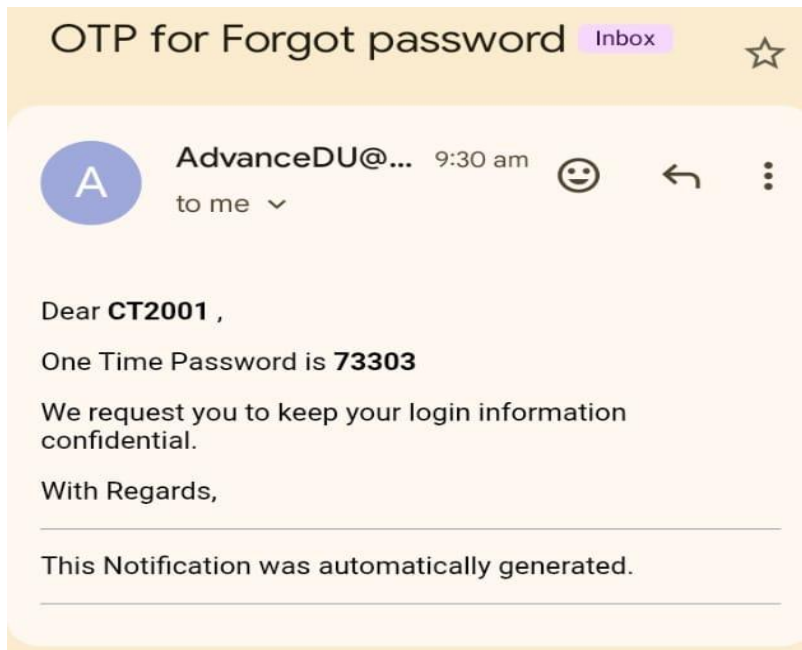 OTP for Forgot password Inbox
A
AdvanceDU@... 9:30 am
to me
Dear CT2001 ,
One Time Password is 73303
We request you to keep your login information
confidential.
With Regards,
This Notification was automatically generated.